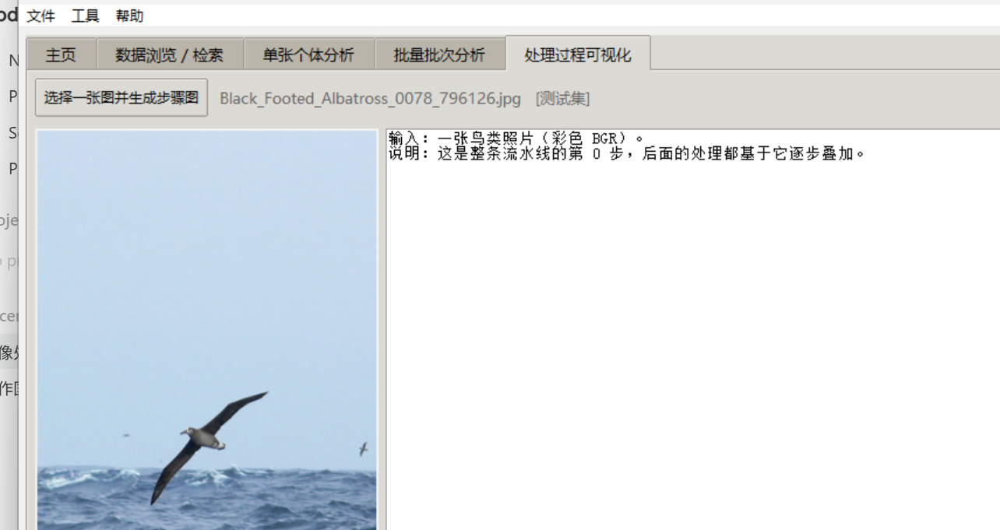 文件 工具 帮助
主页 数据浏览 / 检索 单张个体分析 批量批次分析 处理过程可视化
选择一张图并生成步骤图 Black_Footed_Albatross_0078_796126.jpg [测试集]
输入: 一张鸟类照片（彩色 BGR）。
说明: 这是整条流水线的第 0 步，后面的处理都基于它逐步叠加。